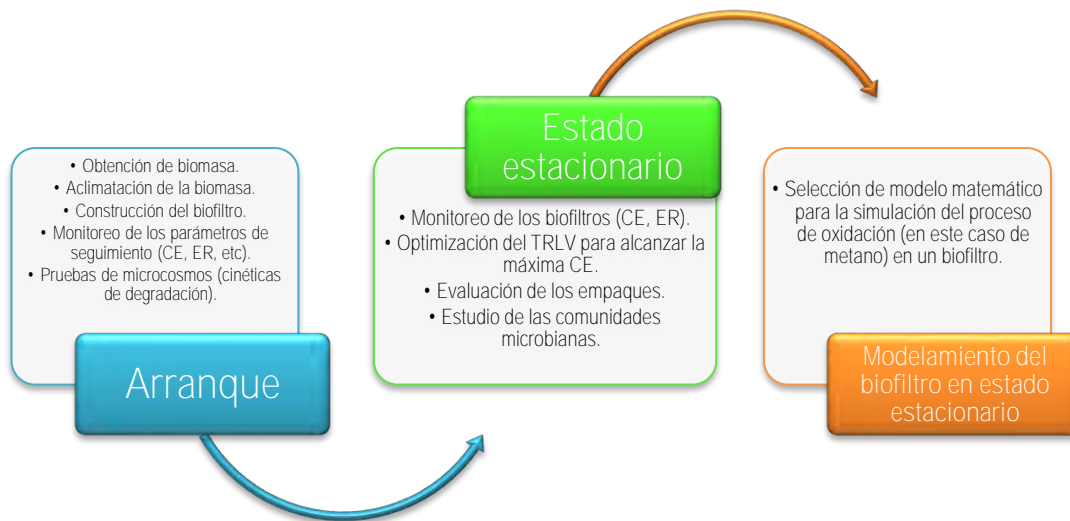 • Obtención de biomasa.
• Aclimatación de la biomasa.
• Construcción del biofiltro.
• Monitoreo de los parámetros de
seguimiento (CE, ER, etc).
• Pruebas de microcosmos (cinéticas
de degradación).
Arranque
Estado
estacionario
• Monitoreo de los biofiltros (CE, ER).
• Optimización del TRLV para alcanzar la
máxima CE.
• Evaluación de los empaques.
• Estudio de las comunidades
microbianas.
• Selección de modelo matemático
para la simulación del proceso
de oxidación (en este caso de
metano) en un biofiltro.
Modelamiento del
biofiltro en estado
estacionario